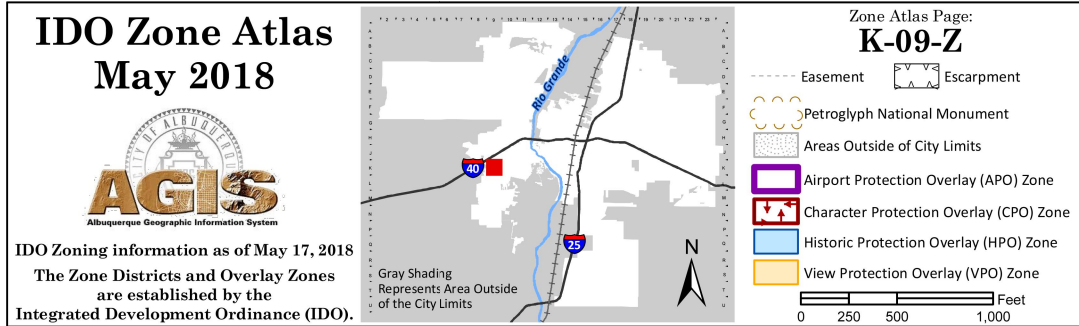 IDO Zone Atlas
May 2018
CITY OF ALBUQUERQUE
AGIS
Albuquerque Geographic Information System
IDO Zoning information as of May 17, 2018
The Zone Districts and Overlay Zones
are established by the
Integrated Development Ordinance (IDO).
Rio Grande
40
25
N
Gray Shading
Represents Area Outside
of the City Limits
Zone Atlas Page:
K-09-Z
Easement
Escarpment
Petroglyph National Monument
Areas Outside of City Limits
Airport Protection Overlay (APO) Zone
Character Protection Overlay (CPO) Zone
Historic Protection Overlay (HPO) Zone
View Protection Overlay (VPO) Zone
Feet
0 250 500 1,000